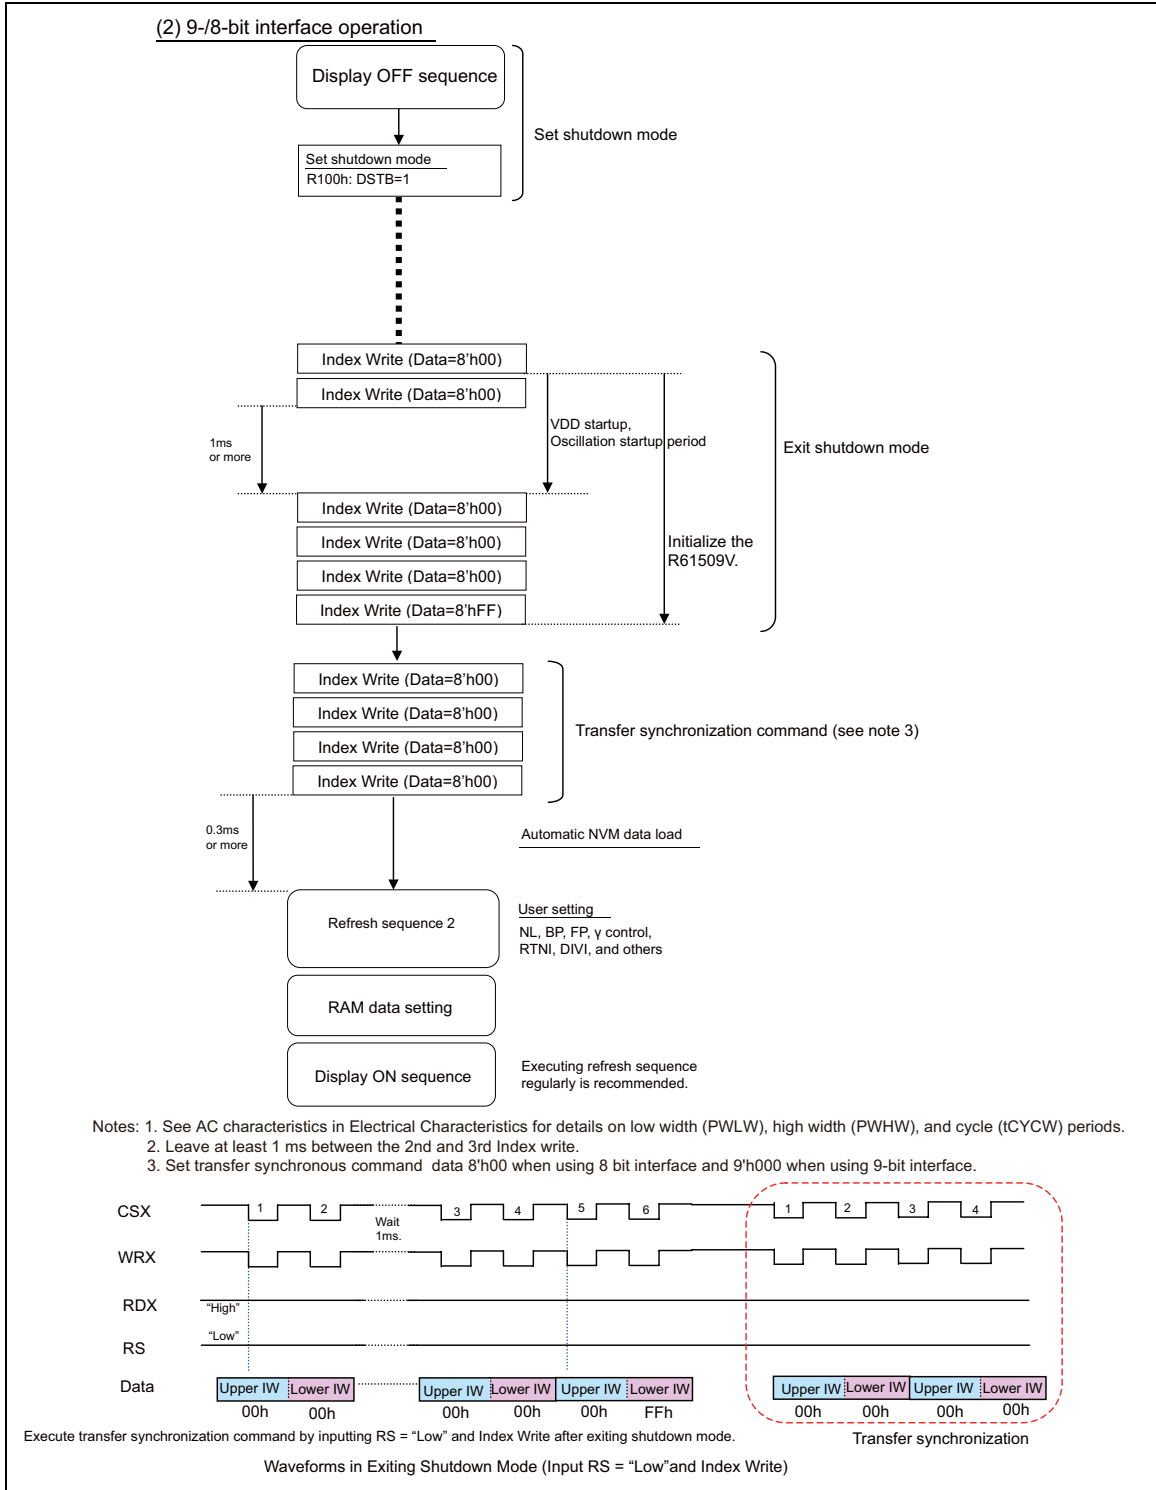 (2) 9-/8-bit interface operation
Display OFF sequence
Set shutdown mode
Set shutdown mode
R100h: DSTB=1
Index Write (Data=8'h00)
Index Write (Data=8'h00)
1ms
or more
VDD startup,
Oscillation startup period
Exit shutdown mode
Index Write (Data=8'h00)
Index Write (Data=8'h00)
Index Write (Data=8'h00)
Index Write (Data=8'hFF)
Initialize the
R61509V.
Index Write (Data=8'h00)
Index Write (Data=8'h00)
Index Write (Data=8'h00)
Index Write (Data=8'h00)
Transfer synchronization command (see note 3)
0.3ms
or more
Automatic NVM data load
Refresh sequence 2
User setting
NL, BP, FP, γ control,
RTNI, DIVI, and others
RAM data setting
Display ON sequence
Executing refresh sequence
regularly is recommended.
Notes: 1. See AC characteristics in Electrical Characteristics for details on low width (PWLW), high width (PWHW), and cycle (tCYCW) periods.
2. Leave at least 1 ms between the 2nd and 3rd Index write.
3. Set transfer synchronous command data 8'h00 when using 8 bit interface and 9'h000 when using 9-bit interface.
CSX 1 2 3 4 5 6 1 2 3 4
Wait
1ms.
WRX
RDX "High"
"Low"
RS
Data Upper IW Lower IW Upper IW Lower IW Upper IW Lower IW Upper IW Lower IW Upper IW Lower IW
00h 00h 00h 00h 00h FFh 00h 00h 00h 00h
Execute transfer synchronization command by inputting RS = "Low" and Index Write after exiting shutdown mode.
Transfer synchronization
Waveforms in Exiting Shutdown Mode (Input RS = "Low"and Index Write)